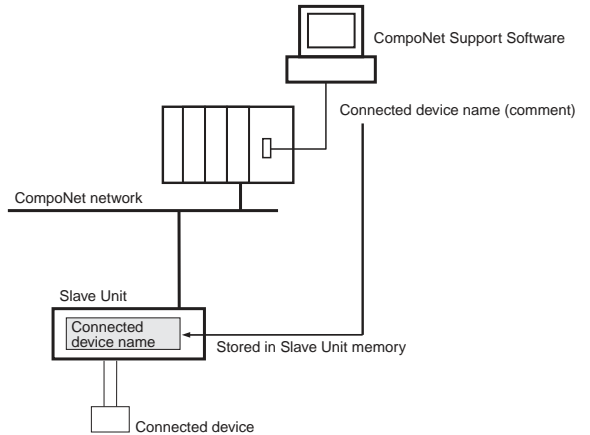 CompoNet Support Software
Connected device name (comment)
CompoNet network
Slave Unit
Connected
device name
Stored in Slave Unit memory
Connected device